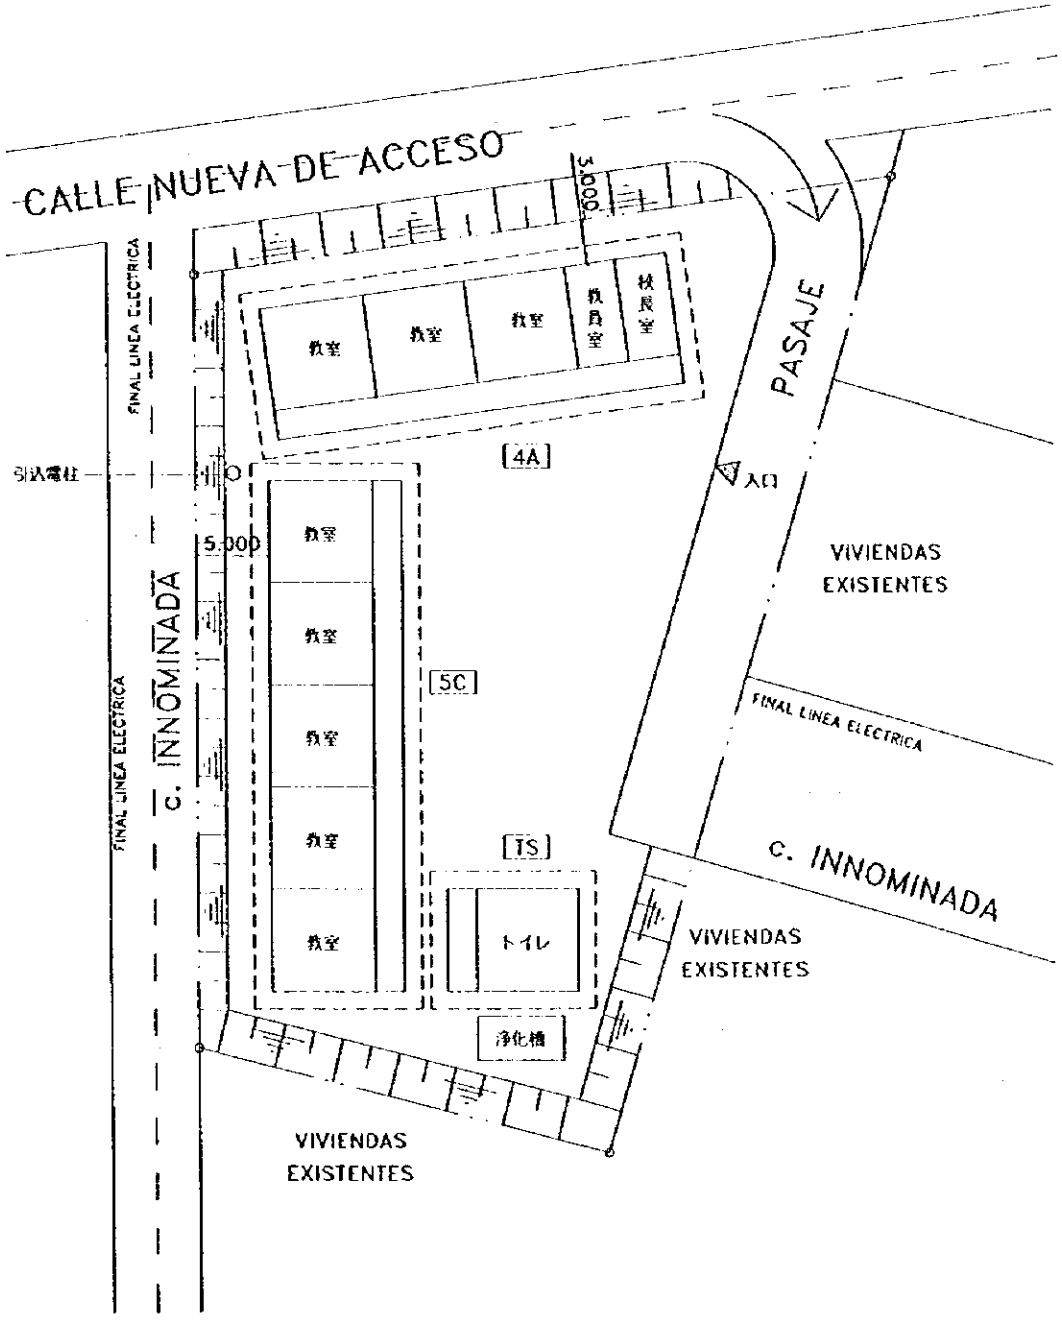 CALLE NUEVA DE ACCESO
3.000
FINAL LINEA ELECTRICA
PASAJE
教室
教室
教室
教員室
校長室
[4A]
引込電柱
入口
5.000
教室
VIVIENDAS
EXISTENTES
教室
[5C]
C. INNOMINADA
FINAL LINEA ELECTRICA
FINAL LINEA ELECTRICA
教室
教室
[TS]
C. INNOMINADA
教室
トイレ
VIVIENDAS
EXISTENTES
浄化槽
VIVIENDAS
EXISTENTES